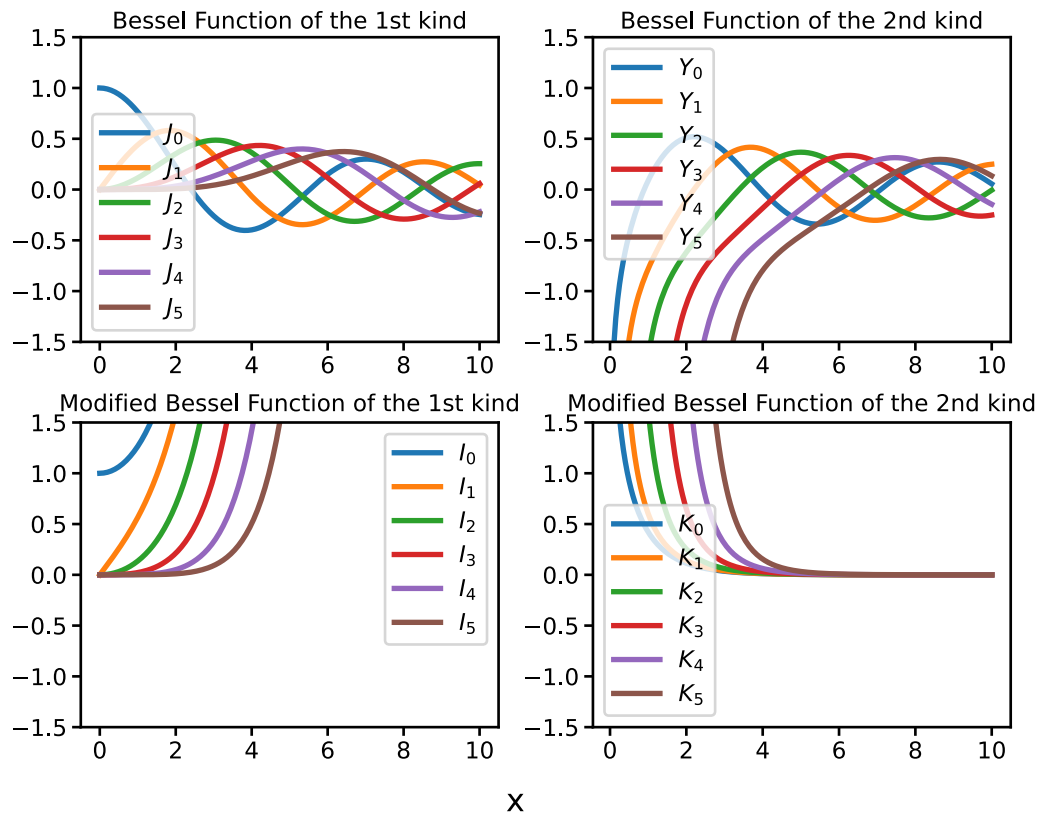 Bessel Function of the 1st kind
1.5
1.0
0.5
0.0
−0.5
−1.0
−1.5
0 2 4 6 8 10
J0
J1
J2
J3
J4
J5
Bessel Function of the 2nd kind
1.5
1.0
0.5
0.0
−0.5
−1.0
−1.5
0 2 4 6 8 10
Y0
Y1
Y2
Y3
Y4
Y5
Modified Bessel Function of the 1st kind
1.5
1.0
0.5
0.0
−0.5
−1.0
−1.5
0 2 4 6 8 10
I0
I1
I2
I3
I4
I5
Modified Bessel Function of the 2nd kind
1.5
1.0
0.5
0.0
−0.5
−1.0
−1.5
0 2 4 6 8 10
K0
K1
K2
K3
K4
K5
x